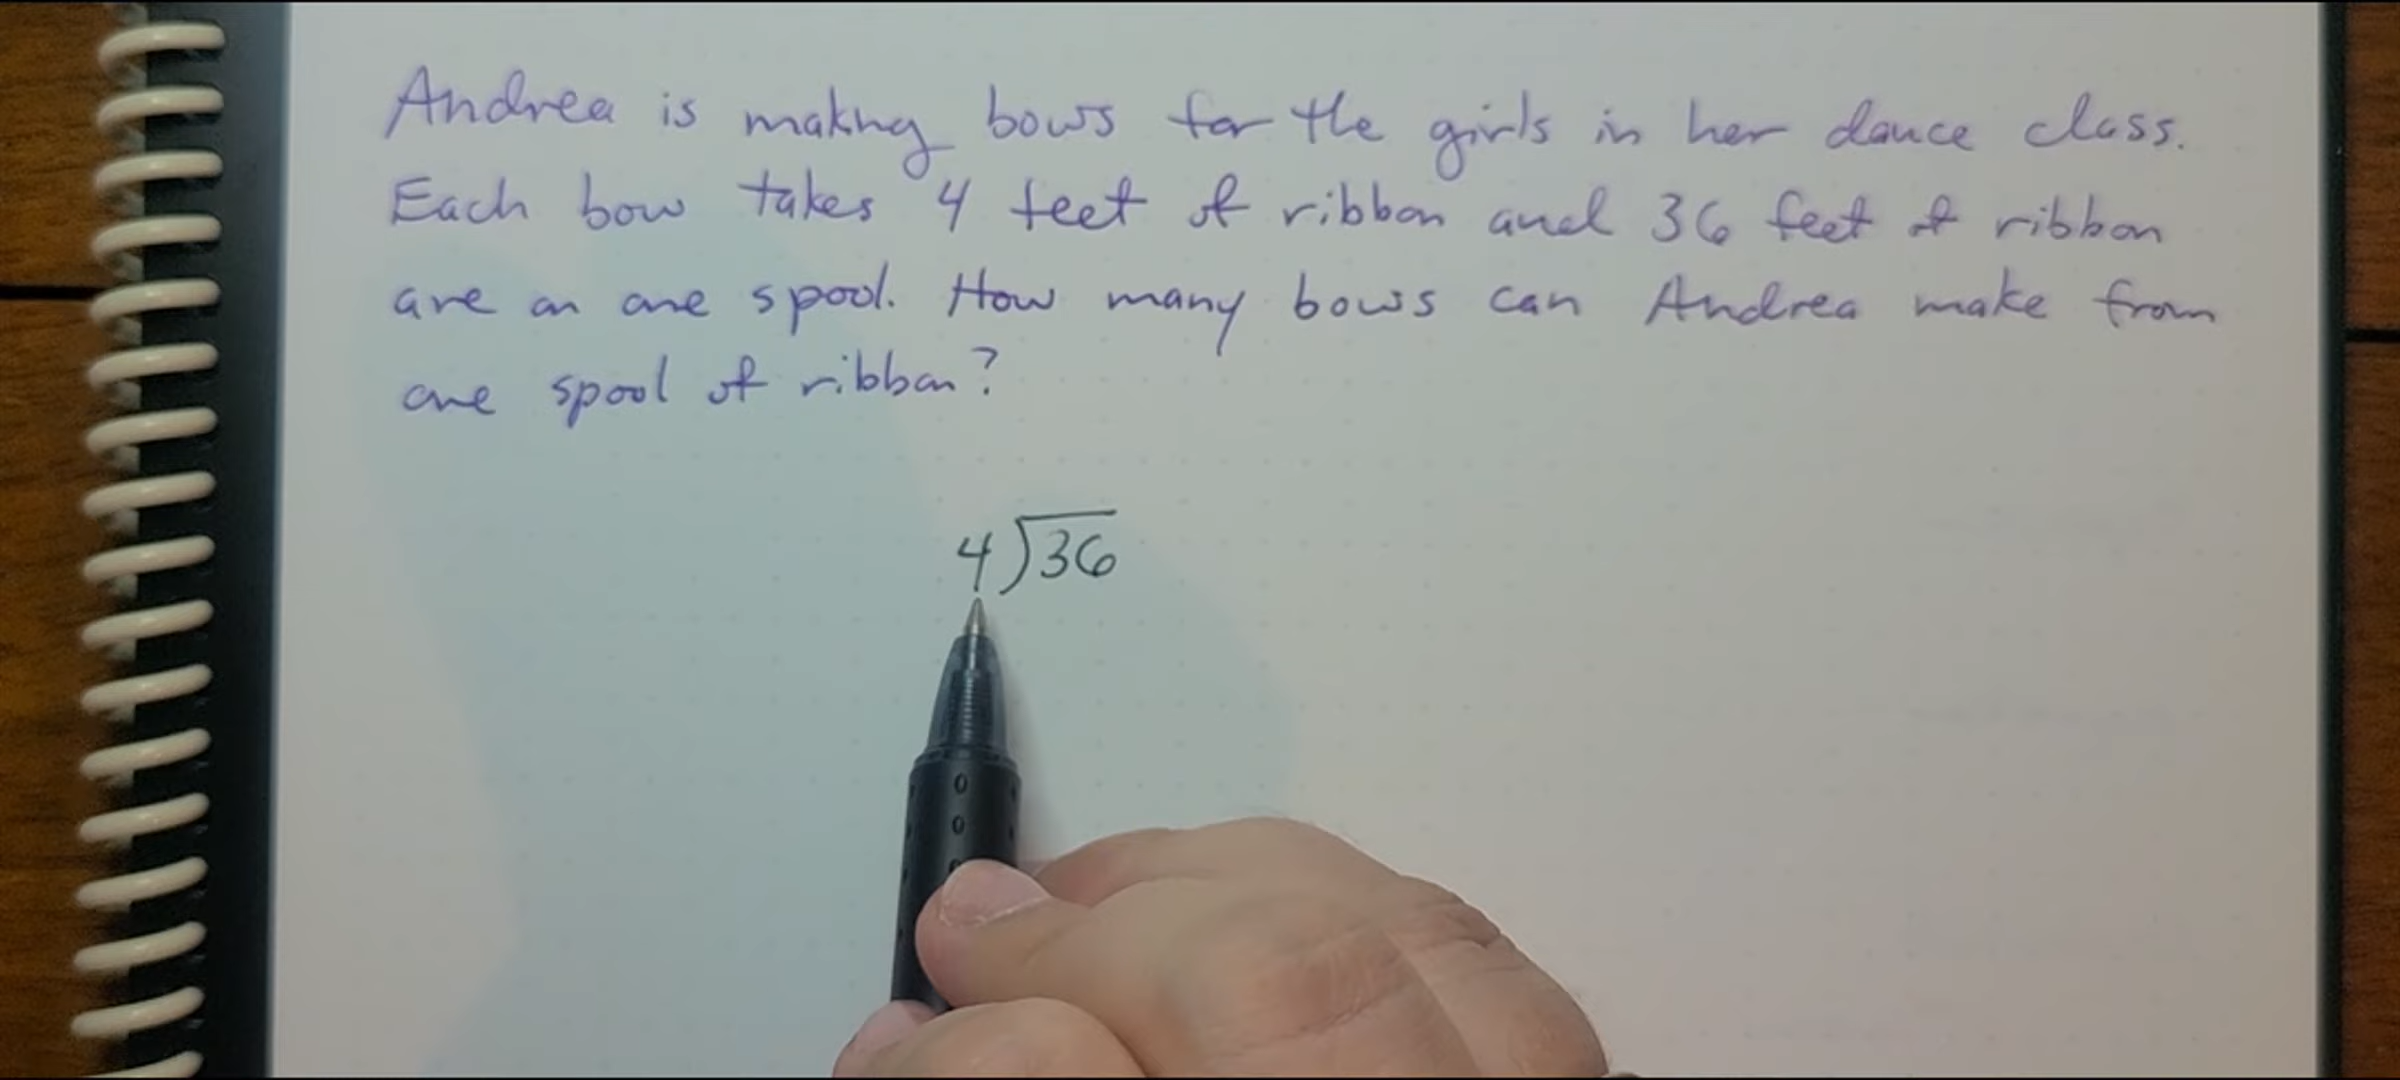 Andrea is making bows for the girls in her dance class.
Each bow takes 4 feet of ribbon and 36 feet of ribbon
are on one spool. How many bows can Andrea make from
one spool of ribbon?
4)36